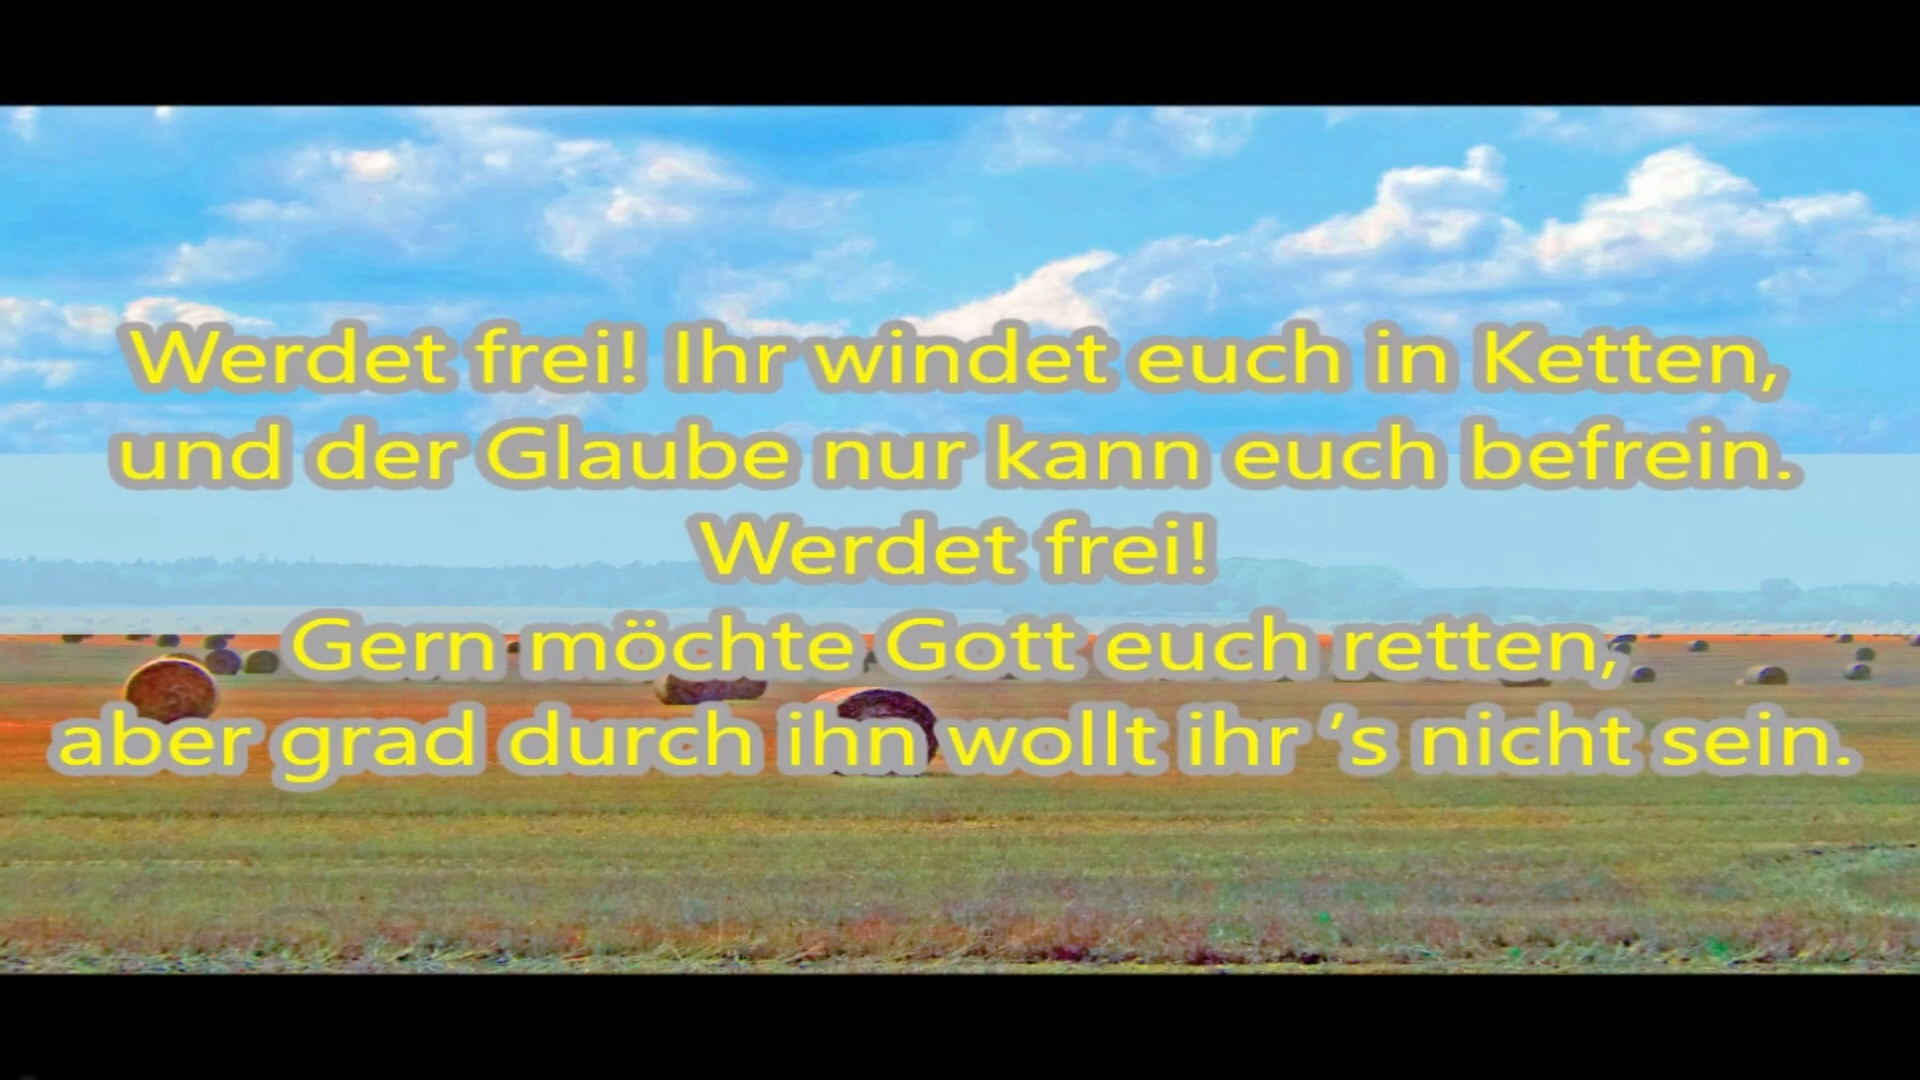 Werdet frei! Ihr windet euch in Ketten,
und der Glaube nur kann euch befrein.
Werdet frei!
Gern möchte Gott euch retten,
aber grad durch ihn wollt ihr ’s nicht sein.